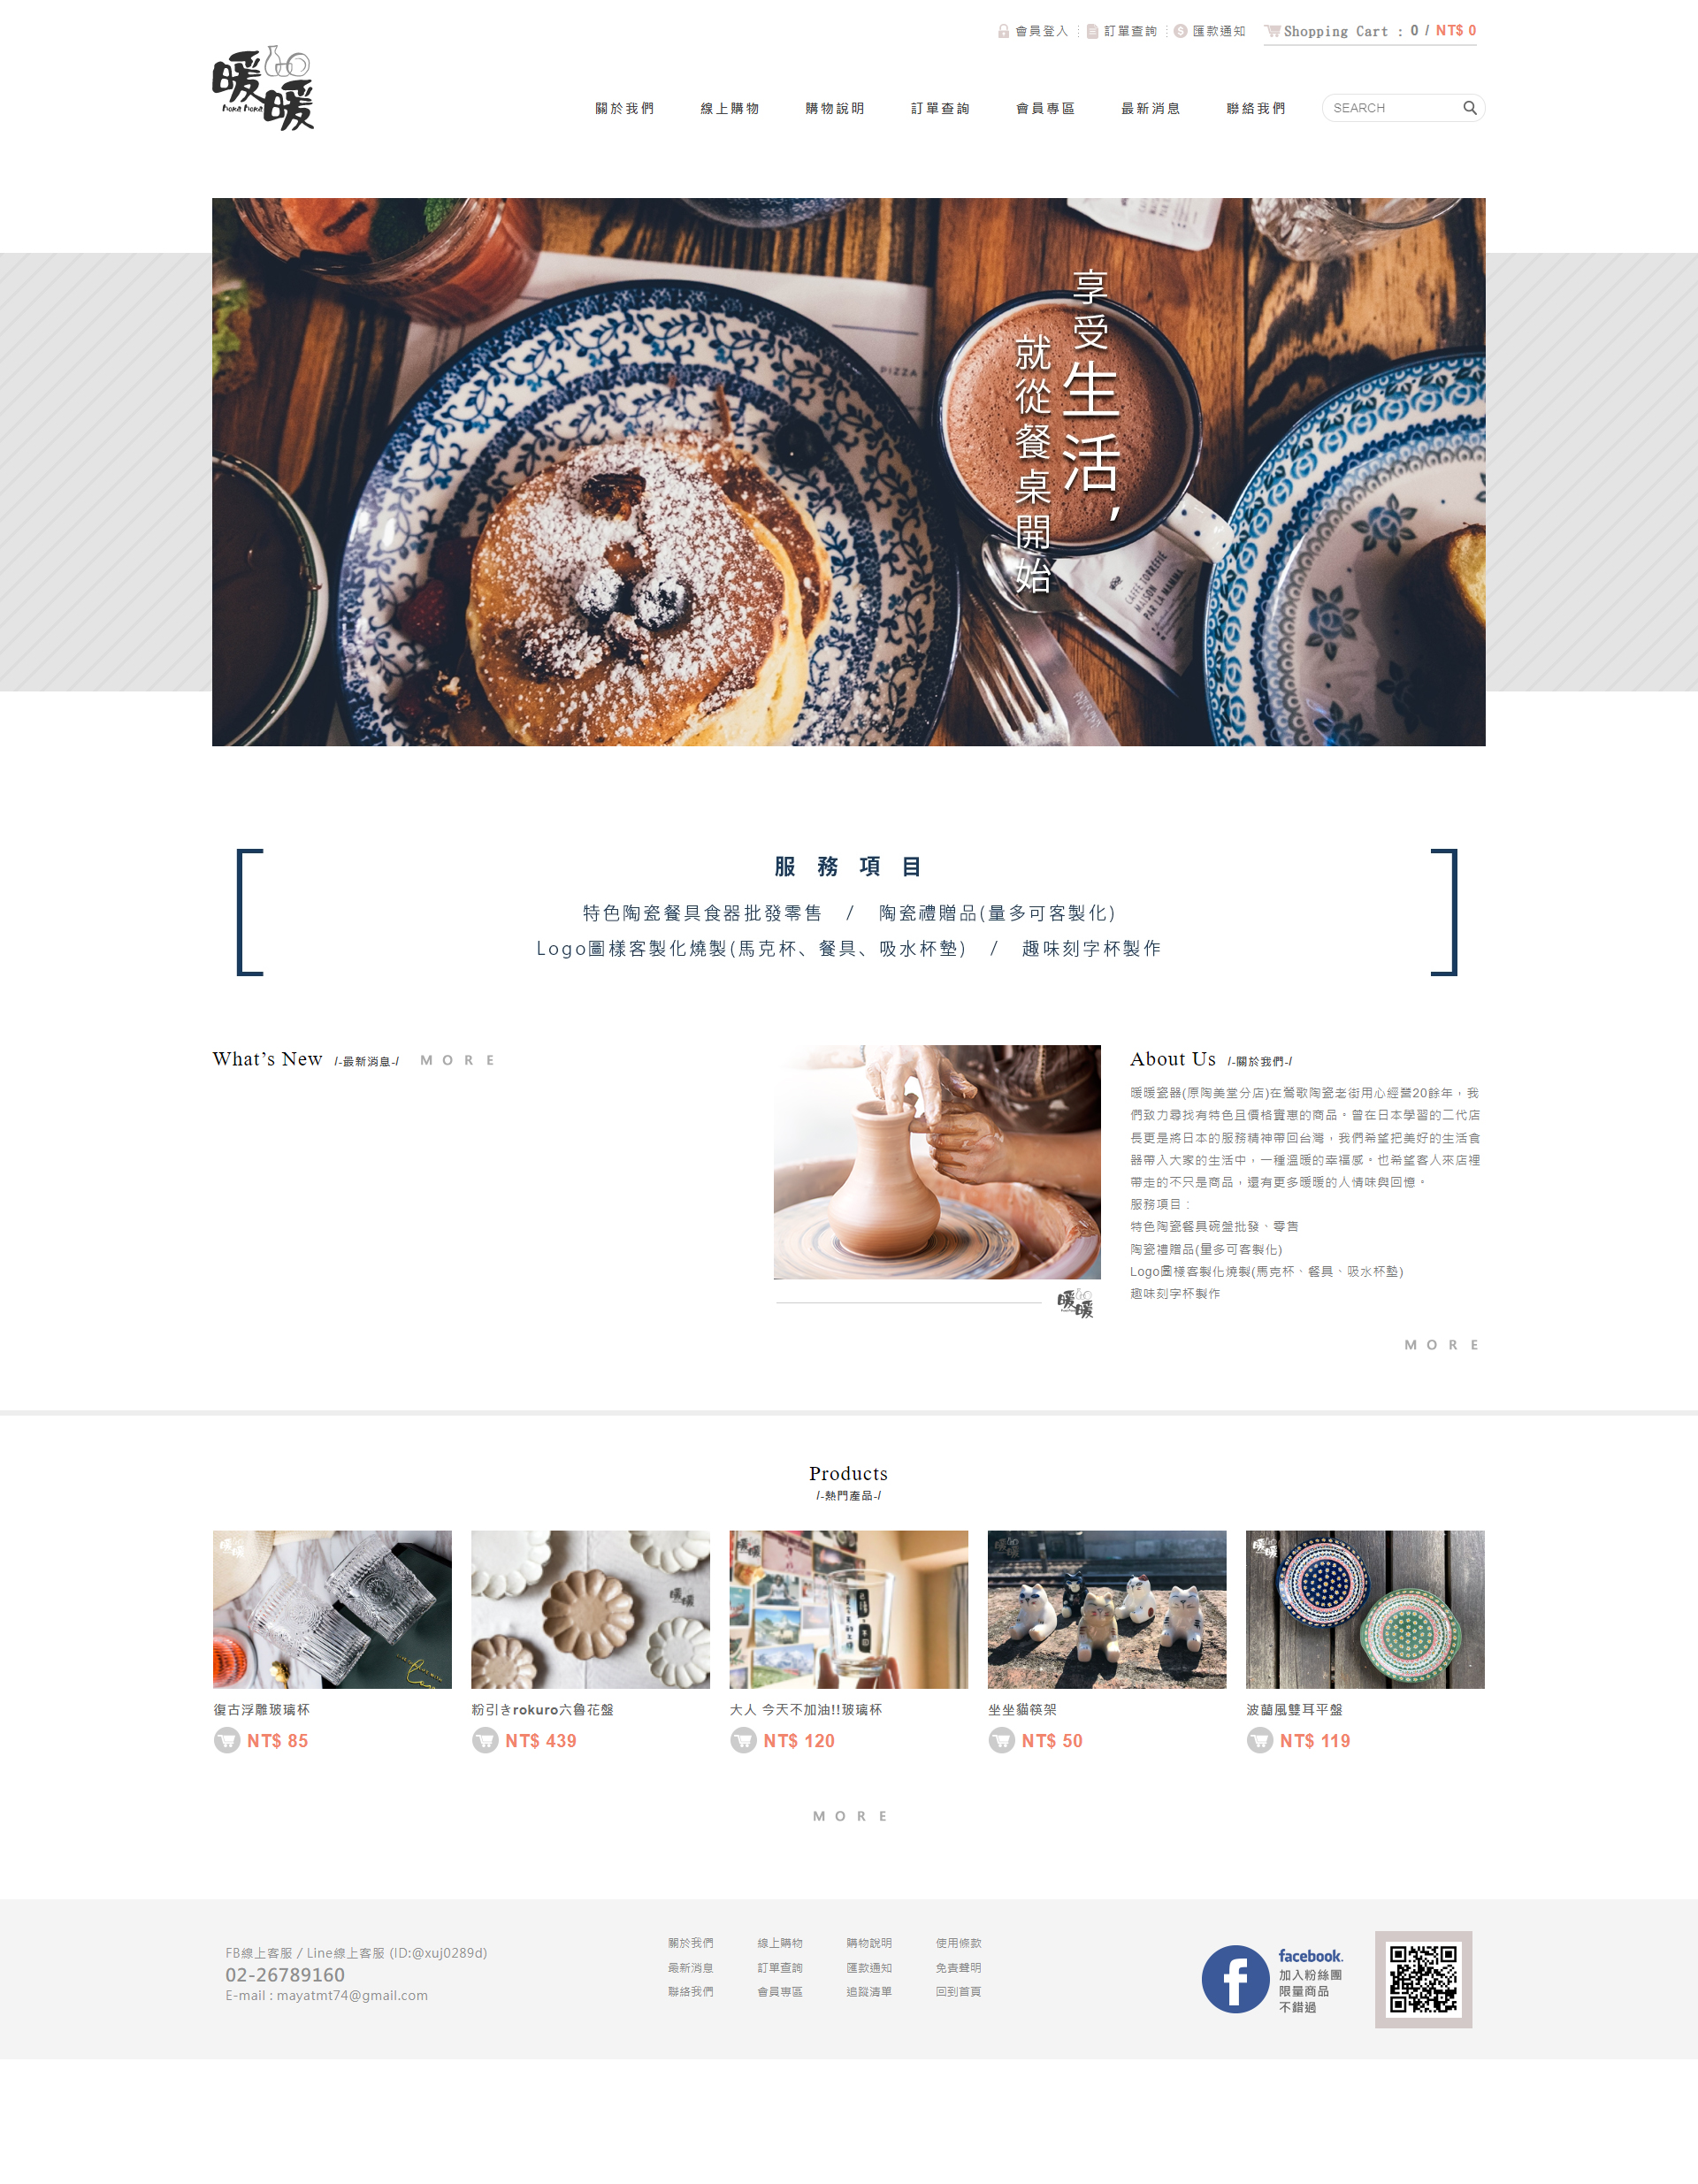 會員登入 訂單查詢 匯款通知 Shopping Cart : 0 / NT$ 0
暖暖
關於我們 線上購物 購物說明 訂單查詢 會員專區 最新消息 聯絡我們 SEARCH
享受生活，
就從餐桌開始
PIZZA
CAFÉ TORRÉFIÉ
MAISON
PAR LA MAMMA
服務項目
特色陶瓷餐具食器批發零售 / 陶瓷禮贈品(量多可客製化)
Logo圖樣客製化燒製(馬克杯、餐具、吸水杯墊) / 趣味刻字杯製作
What's New /-最新消息-/ MORE
暖暖
About Us /-關於我們-/
暖暖瓷器(原陶美堂分店)在鶯歌陶瓷老街用心經營20餘年，我
們致力尋找有特色且價格實惠的商品。曾在日本學習的二代店
長更是將日本的服務精神帶回台灣，我們希望把美好的生活食
器帶入大家的生活中，一種溫暖的幸福感。也希望客人來店裡
帶走的不只是商品，還有更多暖暖的人情味與回憶。
服務項目 :
特色陶瓷餐具碗盤批發、零售
陶瓷禮贈品(量多可客製化)
Logo圖樣客製化燒製(馬克杯、餐具、吸水杯墊)
趣味刻字杯製作
MORE
Products
/-熱門產品-/
復古浮雕玻璃杯
NT$ 85
粉引きrokuro六魯花盤
NT$ 439
大人 今天不加油!!玻璃杯
NT$ 120
坐坐貓筷架
NT$ 50
波蘭風雙耳平盤
NT$ 119
MORE
FB線上客服 / Line線上客服 (ID:@xuj0289d)
02-26789160
E-mail : mayatmt74@gmail.com
關於我們 線上購物 購物說明 使用條款
最新消息 訂單查詢 匯款通知 免責聲明
聯絡我們 會員專區 追蹤清單 回到首頁
facebook.
加入粉絲團
限量商品
不錯過